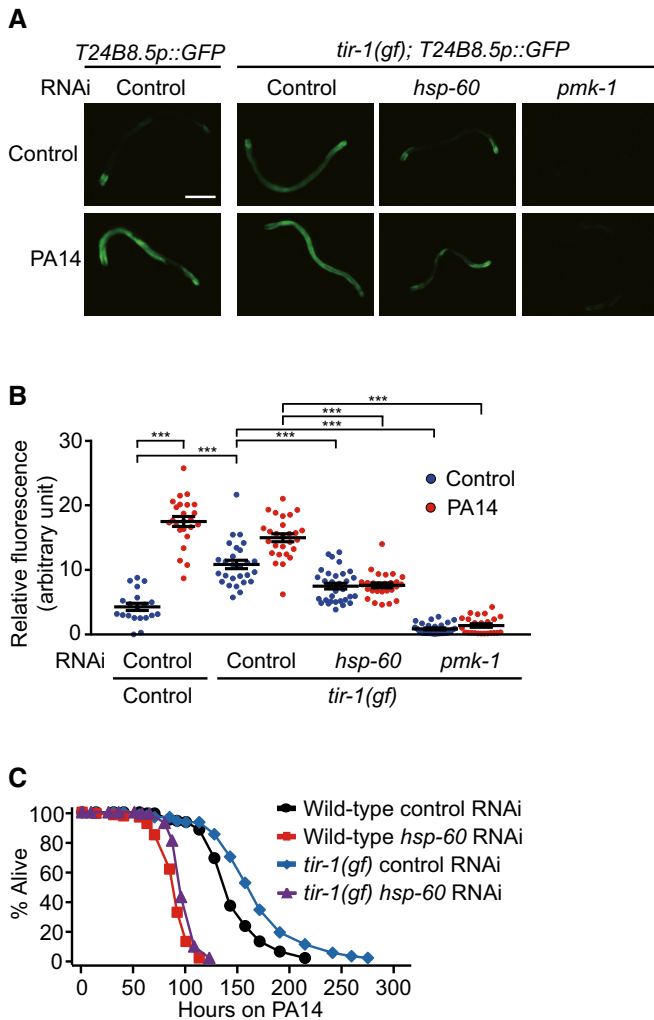 A
T24B8.5p::GFP tir-1(gf); T24B8.5p::GFP
RNAi Control Control hsp-60 pmk-1
Control
PA14
B
***
***
***
*** *** ***
30
20
10
0
Relative fluorescence
(arbitrary unit)
Control
PA14
RNAi Control Control hsp-60 pmk-1
Control tir-1(gf)
C
100
80
60
40
20
0
% Alive
Wild-type control RNAi
Wild-type hsp-60 RNAi
tir-1(gf) control RNAi
tir-1(gf) hsp-60 RNAi
0 50 100 150 200 250 300
Hours on PA14